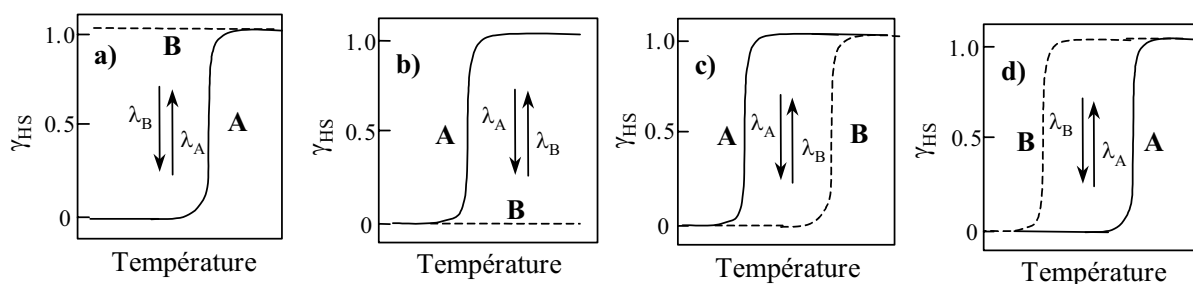 1.0
0.5
0
γHS
a)
B
λB
λA
A
Température
1.0
0.5
0
γHS
b)
A
λA
λB
B
Température
1.0
0.5
0
γHS
c)
A
λA
λB
B
Température
1.0
0.5
0
γHS
d)
B
λB
λA
A
Température